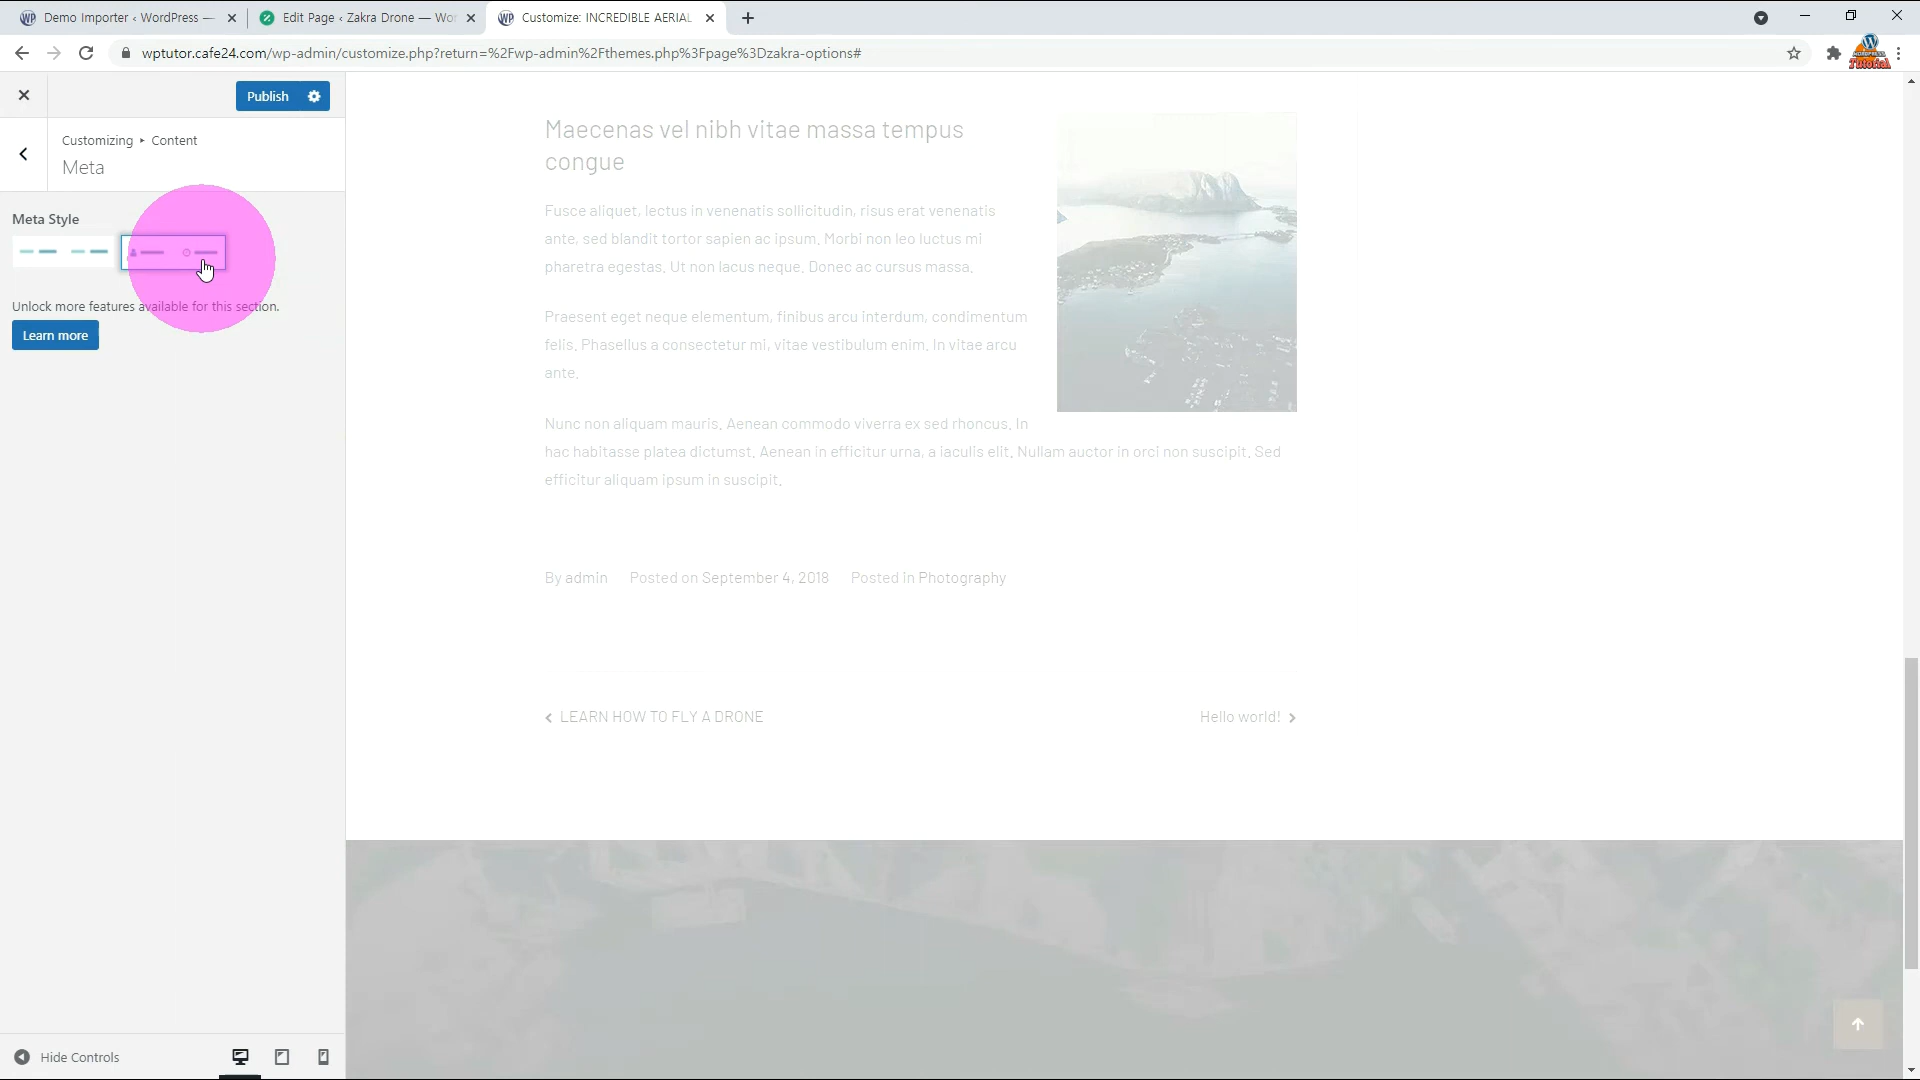 Demo Importer ‹ WordPress —
Edit Page ‹ Zakra Drone — Wor
Customize: INCREDIBLE AERIAL
wptutor.cafe24.com/wp-admin/customize.php?return=%2Fwp-admin%2Fthemes.php%3Fpage%3Dzakra-options#
WORDPRESS
Tutorial
Publish
Customizing ▸ Content
Meta
Meta Style
Unlock more features available for this section.
Learn more
Maecenas vel nibh vitae massa tempus
congue
Fusce aliquet, lectus in venenatis sollicitudin, risus erat venenatis
ante, sed blandit tortor sapien ac ipsum. Morbi non leo luctus mi
pharetra egestas. Ut non lacus neque. Donec ac cursus massa.
Praesent eget neque elementum, finibus arcu interdum, condimentum
felis. Phasellus a consectetur mi, vitae vestibulum enim. In vitae arcu
ante.
Nunc non aliquam mauris. Aenean commodo viverra ex sed rhoncus. In
hac habitasse platea dictumst. Aenean in efficitur urna, a iaculis elit. Nullam auctor in orci non suscipit. Sed
efficitur aliquam ipsum in suscipit.
By admin Posted on September 4, 2018 Posted in Photography
LEARN HOW TO FLY A DRONE
Hello world!
Hide Controls